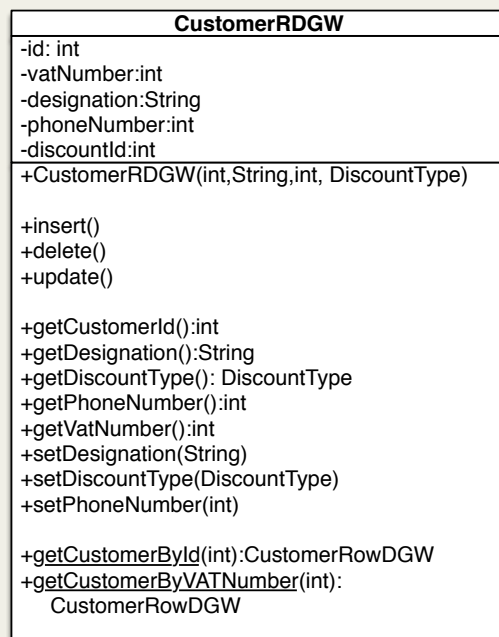 CustomerRDGW
-id: int
-vatNumber:int
-designation:String
-phoneNumber:int
-discountId:int
+CustomerRDGW(int,String,int, DiscountType)
+insert()
+delete()
+update()
+getCustomerId():int
+getDesignation():String
+getDiscountType(): DiscountType
+getPhoneNumber():int
+getVatNumber():int
+setDesignation(String)
+setDiscountType(DiscountType)
+setPhoneNumber(int)
+getCustomerById(int):CustomerRowDGW
+getCustomerByVATNumber(int):
CustomerRowDGW